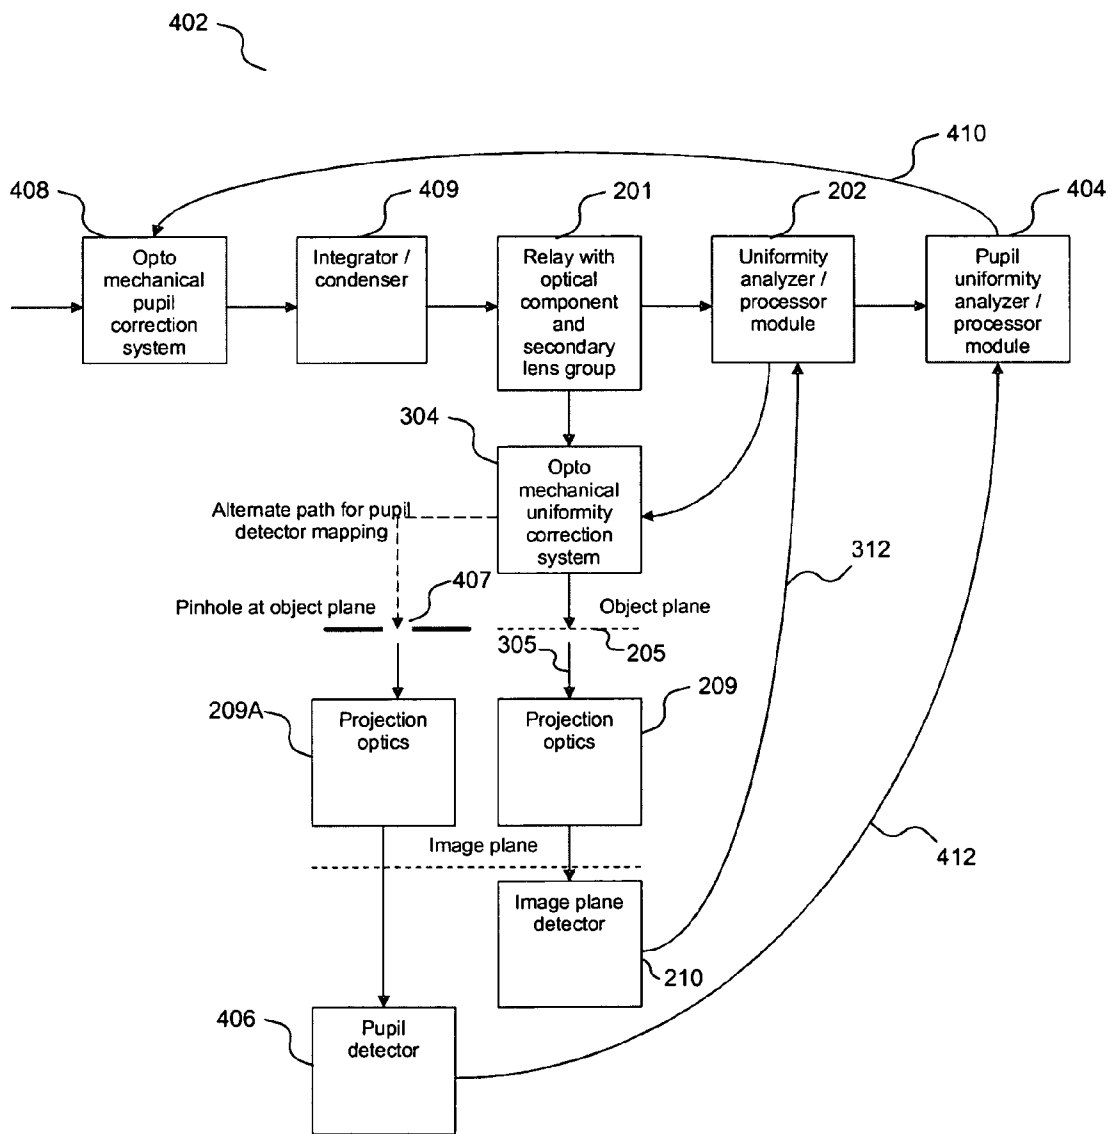 402
410
408
409
201
202
404
Opto
mechanical
pupil
correction
system
Integrator /
condenser
Relay with
optical
component
and
secondary
lens group
Uniformity
analyzer /
processor
module
Pupil
uniformity
analyzer /
processor
module
304
Opto
mechanical
uniformity
correction
system
Alternate path for pupil
detector mapping
312
407
Pinhole at object plane
Object plane
305
205
209A
209
Projection
optics
Projection
optics
Image plane
412
Image plane
detector
210
406
Pupil
detector